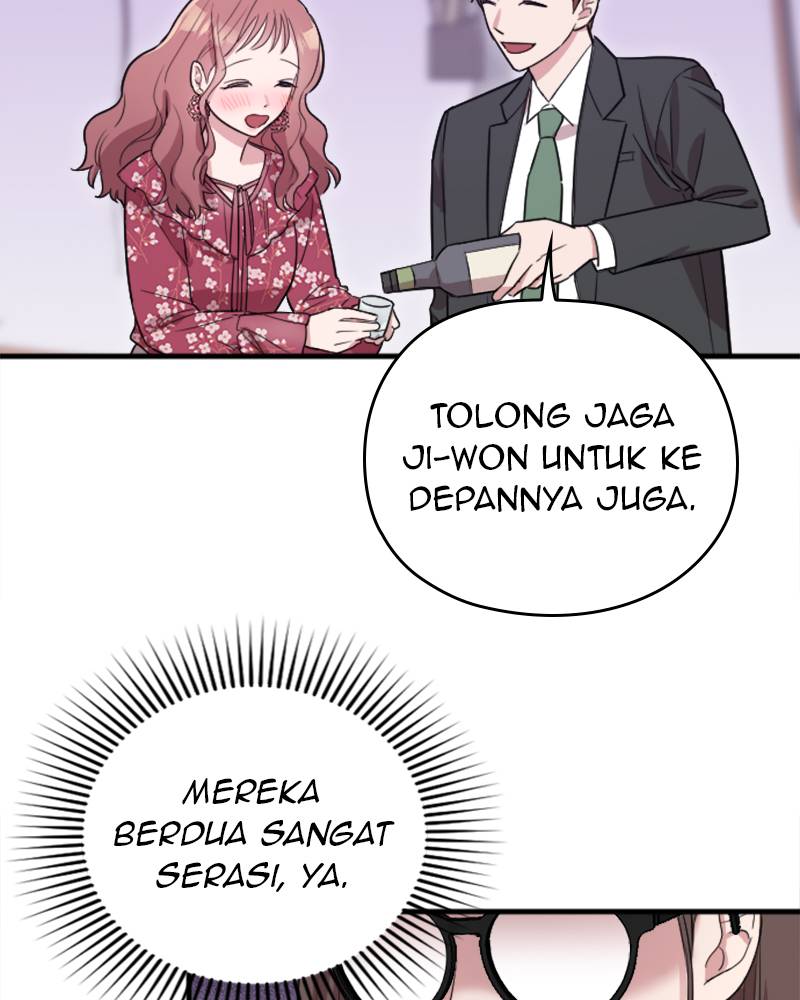 TOLONG JAGA
JI-WON UNTUK KE
DEPANNYA JUGA.
MEREKA
BERDUA SANGAT
SERASI, YA.